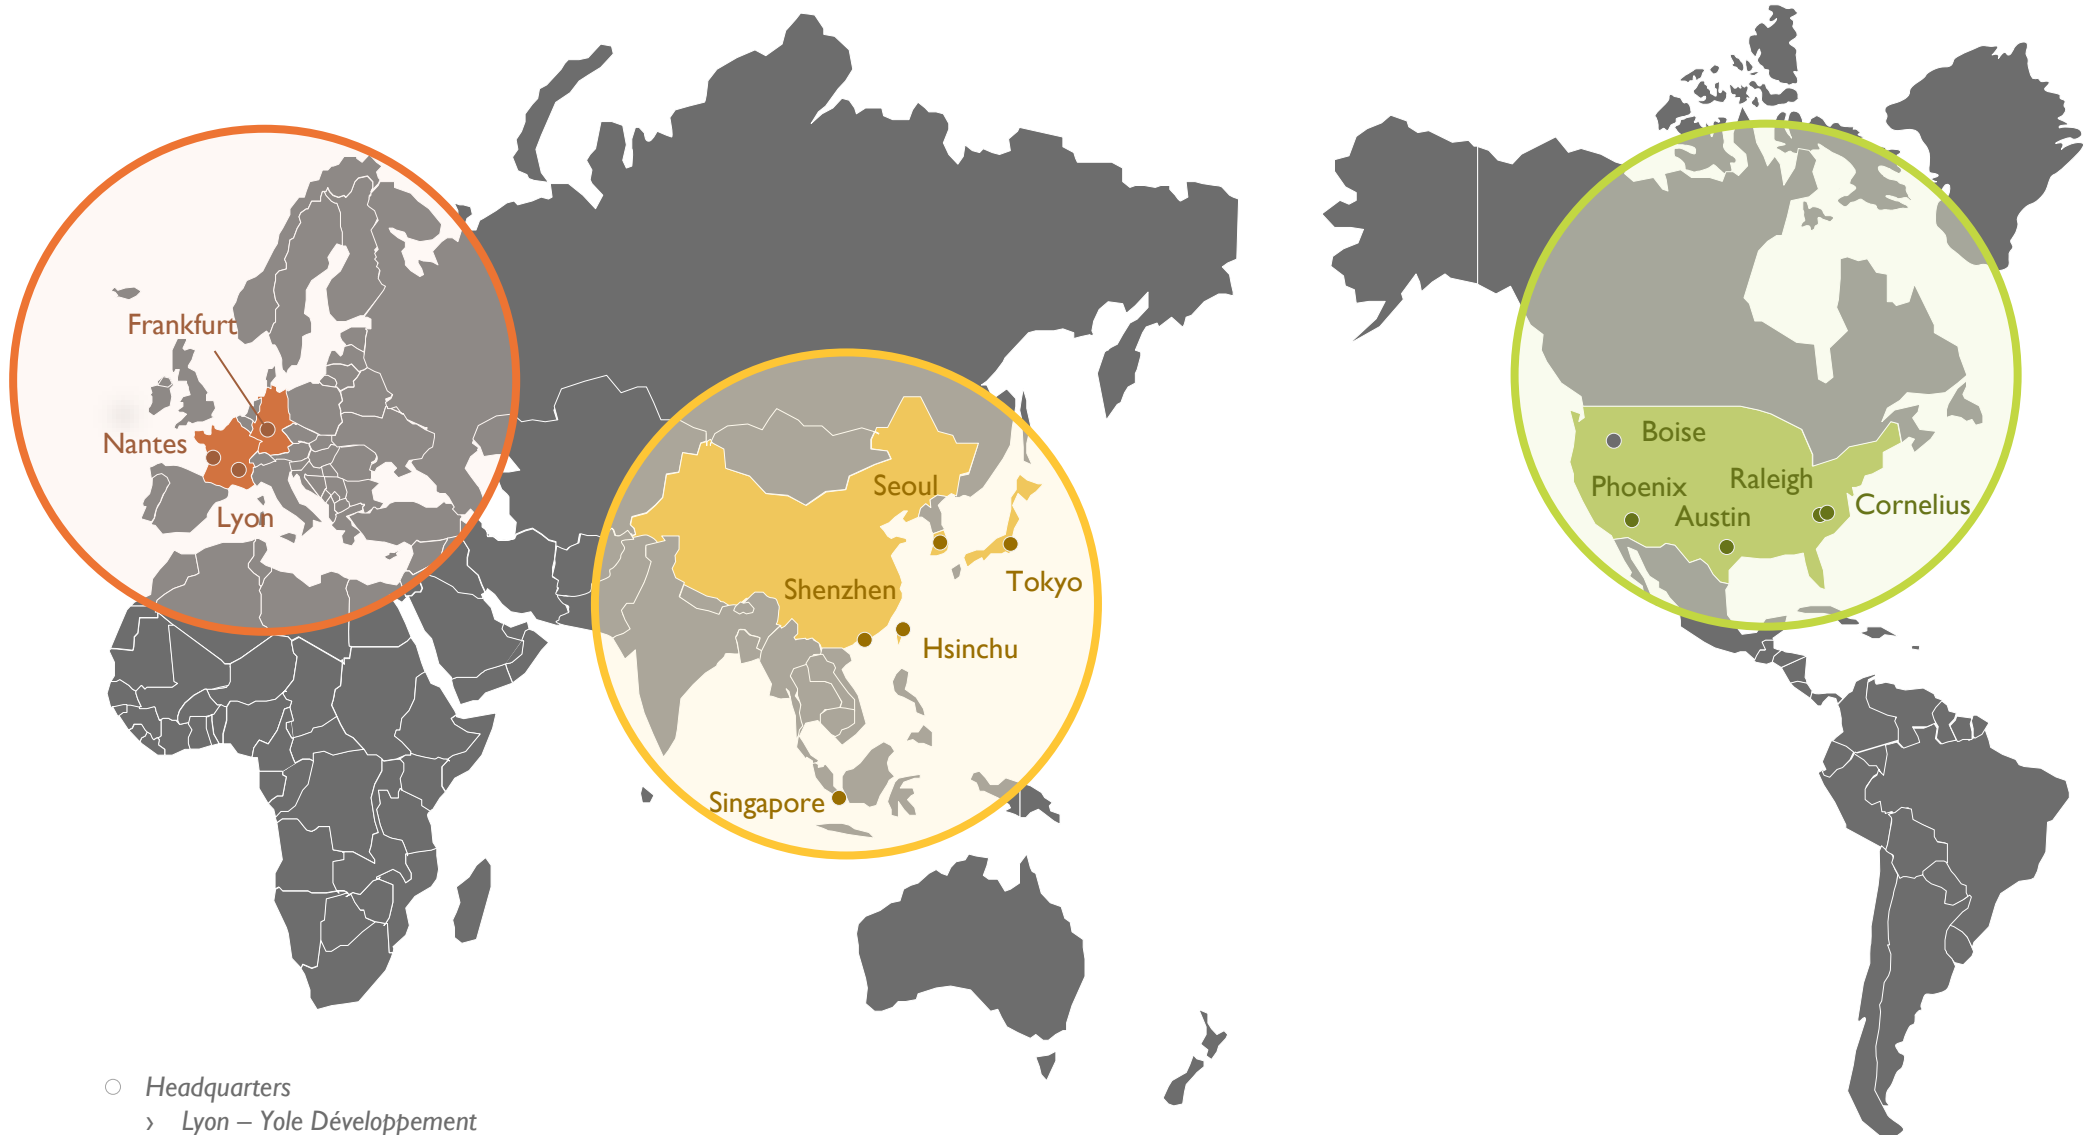 Frankfurt
Nantes
Lyon
Seoul
Shenzhen
Tokyo
Hsinchu
Singapore
Boise
Phoenix
Raleigh
Austin
Cornelius
○ Headquarters
› Lyon – Yole Développement